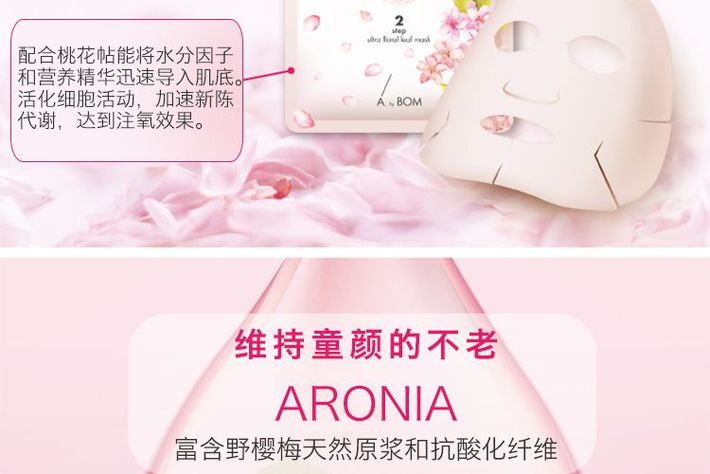 2
step
ultra floral leaf mask
A. by BOM
配合桃花帖能将水分因子
和营养精华迅速导入肌底。
活化细胞活动，加速新陈
代谢，达到注氧效果。
维持童颜的不老
ARONIA
富含野樱梅天然原浆和抗酸化纤维